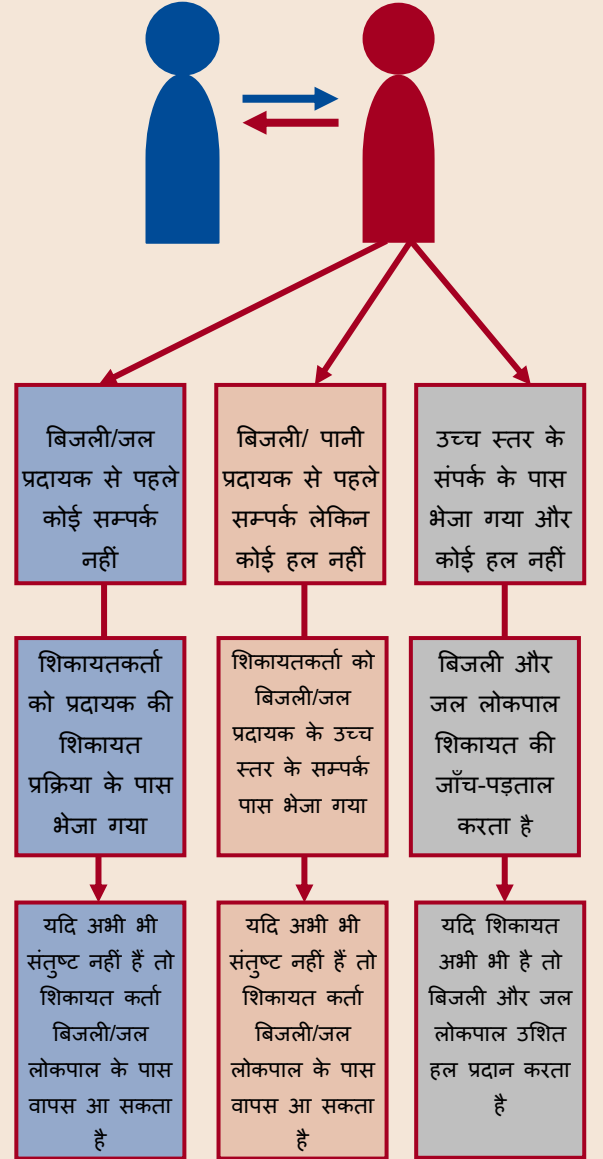 बिजली/जल
प्रदायक से पहले
कोई सम्पर्क
नहीं
बिजली/ पानी
प्रदायक से पहले
सम्पर्क लेकिन
कोई हल नहीं
उच्च स्तर के
संपर्क के पास
भेजा गया और
कोई हल नहीं
शिकायतकर्ता
को प्रदायक की
शिकायत
प्रक्रिया के पास
भेजा गया
शिकायतकर्ता को
बिजली/जल
प्रदायक के उच्च
स्तर के सम्पर्क
पास भेजा गया
बिजली और
जल लोकपाल
शिकायत की
जाँच-पड़ताल
करता है
यदि अभी भी
संतुष्ट नहीं हैं तो
शिकायत कर्ता
बिजली/जल
लोकपाल के पास
वापस आ सकता
है
यदि अभी भी
संतुष्ट नहीं हैं तो
शिकायत कर्ता
बिजली/जल
लोकपाल के पास
वापस आ सकता
है
यदि शिकायत
अभी भी है तो
बिजली और जल
लोकपाल उशित
हल प्रदान करता
है